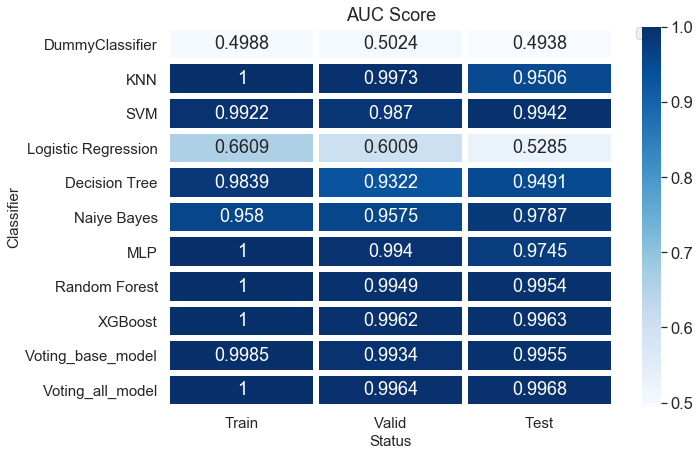 AUC Score
DummyClassifier 0.4988 0.5024 0.4938
KNN 1 0.9973 0.9506
SVM 0.9922 0.987 0.9942
Logistic Regression 0.6609 0.6009 0.5285
Decision Tree 0.9839 0.9322 0.9491
Naiye Bayes 0.958 0.9575 0.9787
MLP 1 0.994 0.9745
Random Forest 1 0.9949 0.9954
XGBoost 1 0.9962 0.9963
Voting_base_model 0.9985 0.9934 0.9955
Voting_all_model 1 0.9964 0.9968
Train Valid Test
Status
Classifier
1.0
0.9
0.8
0.7
0.6
0.5